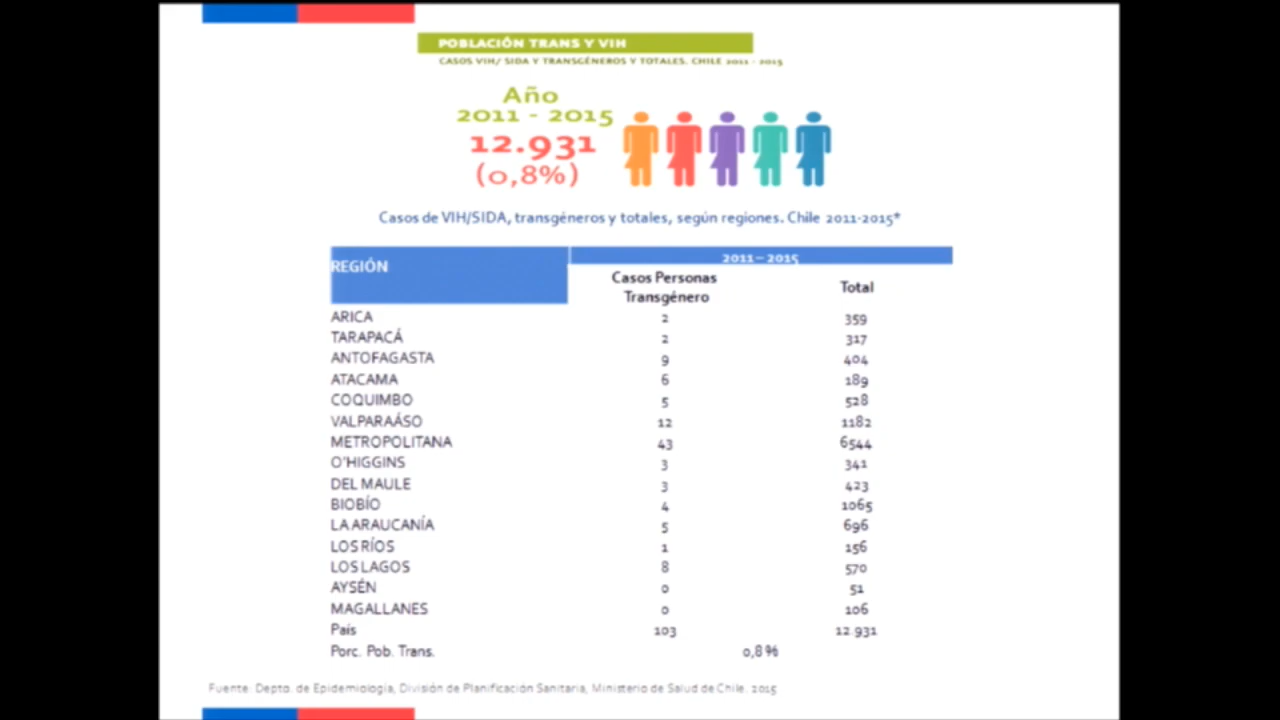 POBLACIÓN TRANS Y VIH
CASOS VIH/ SIDA Y TRANSGÉNEROS Y TOTALES. CHILE 2011 - 2015
Año
2011 - 2015
12.931
(0,8%)
Casos de VIH/SIDA, transgéneros y totales, según regiones. Chile 2011-2015*
REGIÓN 2011 – 2015
Casos Personas Transgénero Total
ARICA 2 359
TARAPACÁ 2 317
ANTOFAGASTA 9 404
ATACAMA 6 189
COQUIMBO 5 528
VALPARAÁSO 12 1182
METROPOLITANA 43 6544
O'HIGGINS 3 341
DEL MAULE 3 423
BIOBÍO 4 1065
LA ARAUCANÍA 5 696
LOS RÍOS 1 156
LOS LAGOS 8 570
AYSÉN 0 51
MAGALLANES 0 106
País 103 12.931
Porc. Pob. Trans. 0,8%
Fuente: Depto. de Epidemiología, División de Planificación Sanitaria, Ministerio de Salud de Chile. 2015